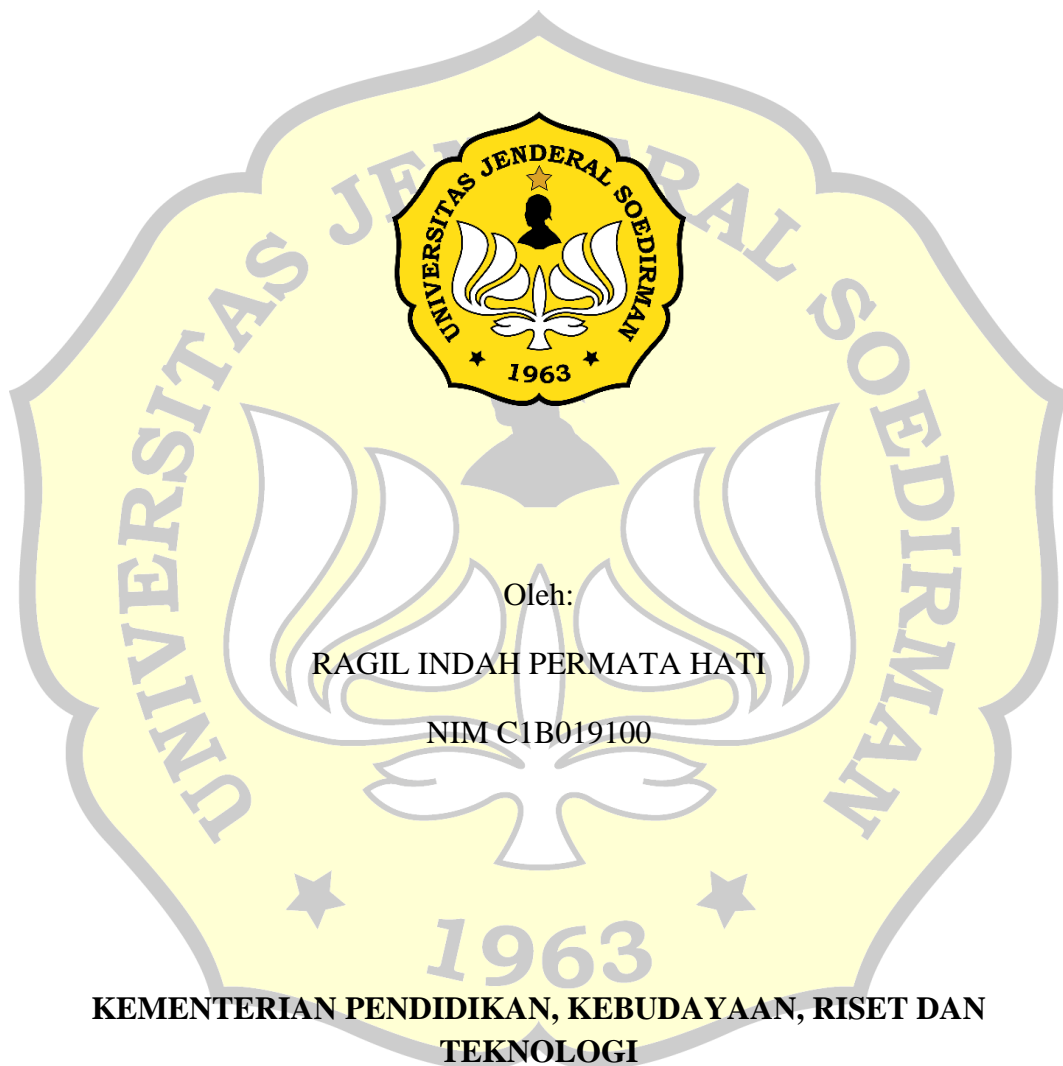 UNIVERSITAS JENDERAL SOEDIRMAN
1963
Oleh:
RAGIL INDAH PERMATA HATI
NIM C1B019100
UNIVERSITAS JENDERAL SOEDIRMAN
1963
KEMENTERIAN PENDIDIKAN, KEBUDAYAAN, RISET DAN
TEKNOLOGI